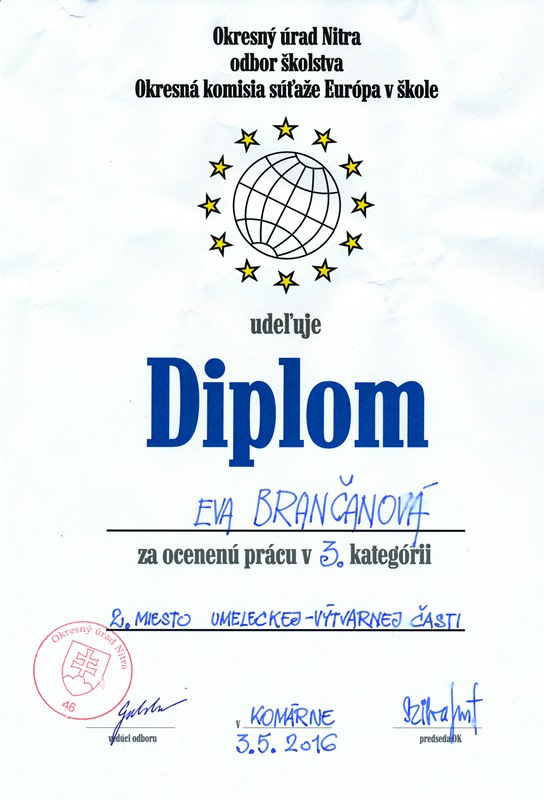 Okresný úrad Nitra
odbor školstva
Okresná komisia súťaže Európa v škole
udeľuje
Diplom
EVA BRANČANOVÁ
za ocenenú prácu v 3. kategórii
2. MIESTO UMELECKEJ-VÝTVARNEJ ČASTI
Okresný úrad Nitra
46
v KOMÁRNE
3.5. 2016
vedúci odboru
predseda OK